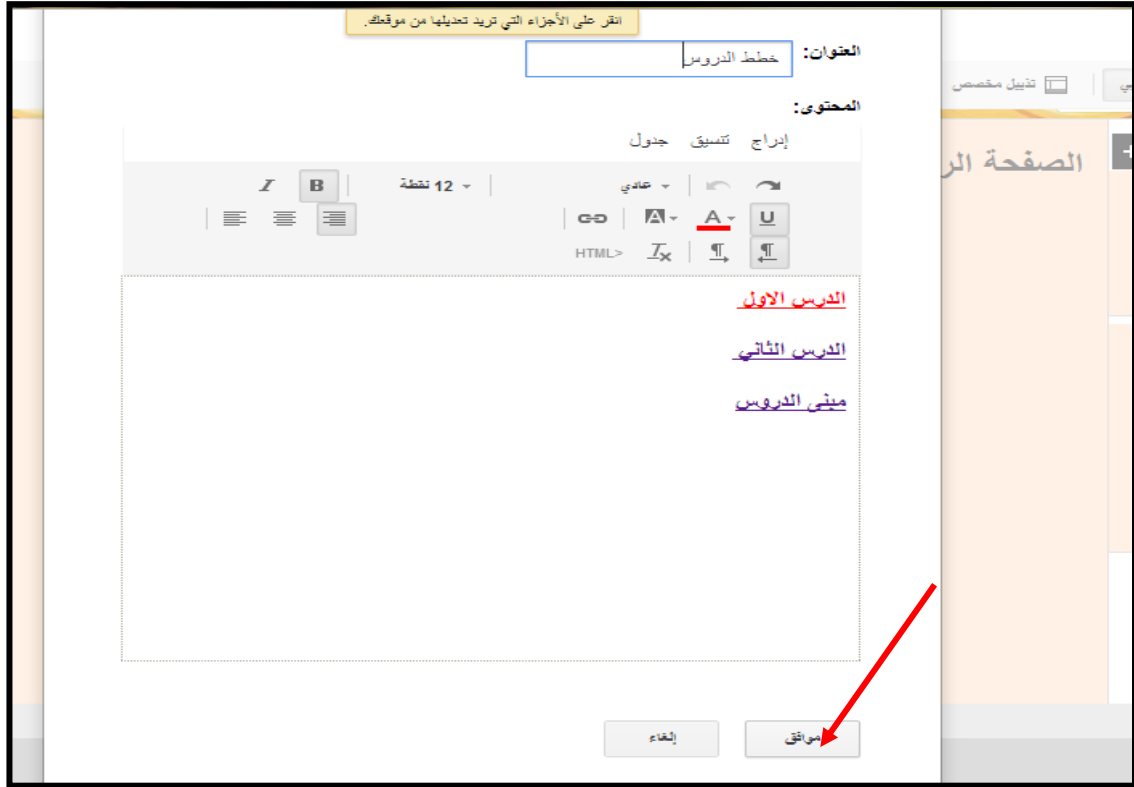 انقر على الأجزاء التي تريد تعديلها من موقعك.
العنوان: خطط الدروس
تذييل مخصص
المحتوى:
إدراج تنسيق جدول
الصفحة الر
عادي 12 نقطة B I
A A U
HTML> T
الدرس الاول
الدرس الثاني
مبنى الدروس
موافق إلغاء